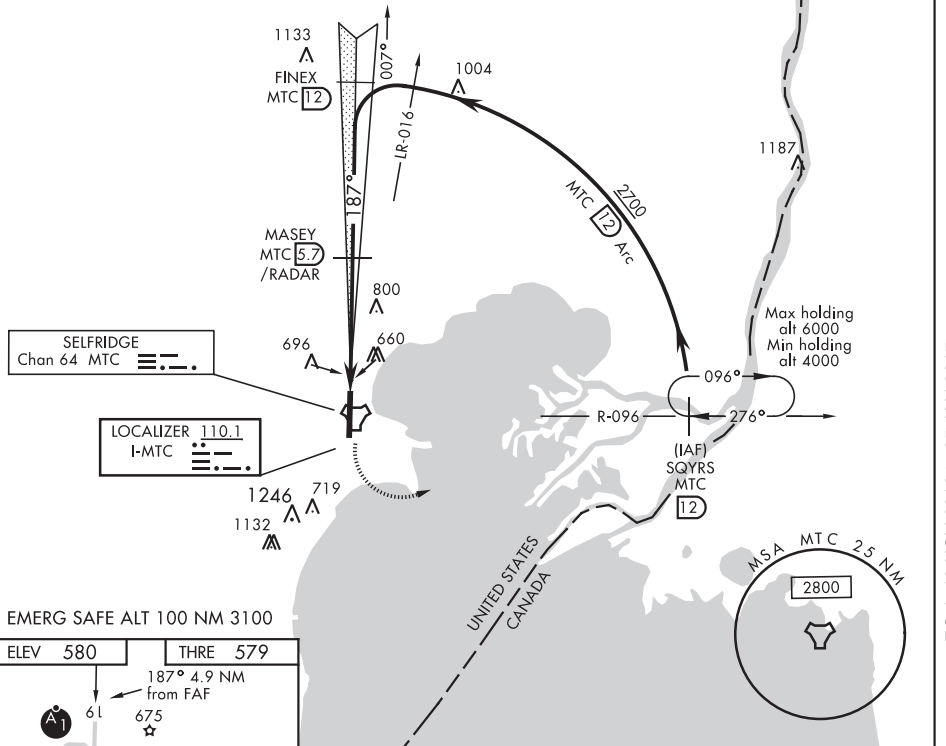 1133
FINEX
MTC 12
007°
LR-016
1004
MTC 12 Arc
2700
1187
187°
MASEY
MTC 5.7
/RADAR
800
696
660
SELFRIDGE
Chan 64 MTC
LOCALIZER 110.1
I-MTC
Max holding
alt 6000
Min holding
alt 4000
096°
R-096
276°
(IAF)
SQYRS
MTC
12
1246
719
1132
UNITED STATES
CANADA
MSA MTC 25 NM
2800
EMERG SAFE ALT 100 NM 3100
ELEV 580
THRE 579
187° 4.9 NM
from FAF
A1
19
675